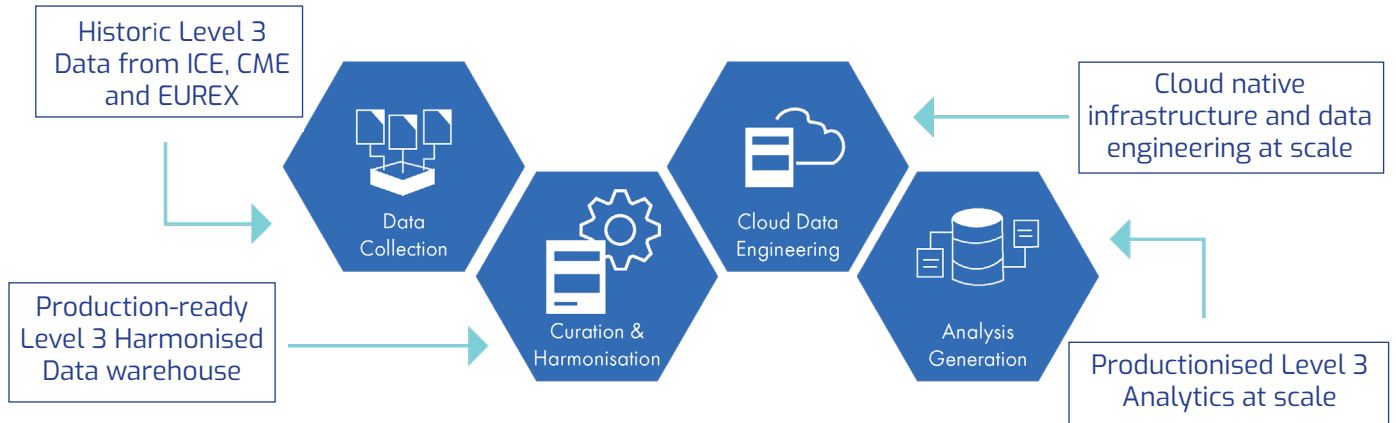 Historic Level 3
Data from ICE, CME
and EUREX
Data
Collection
Production-ready
Level 3 Harmonised
Data warehouse
Curation &
Harmonisation
Cloud Data
Engineering
Cloud native
infrastructure and data
engineering at scale
Analysis
Generation
Productionised Level 3
Analytics at scale